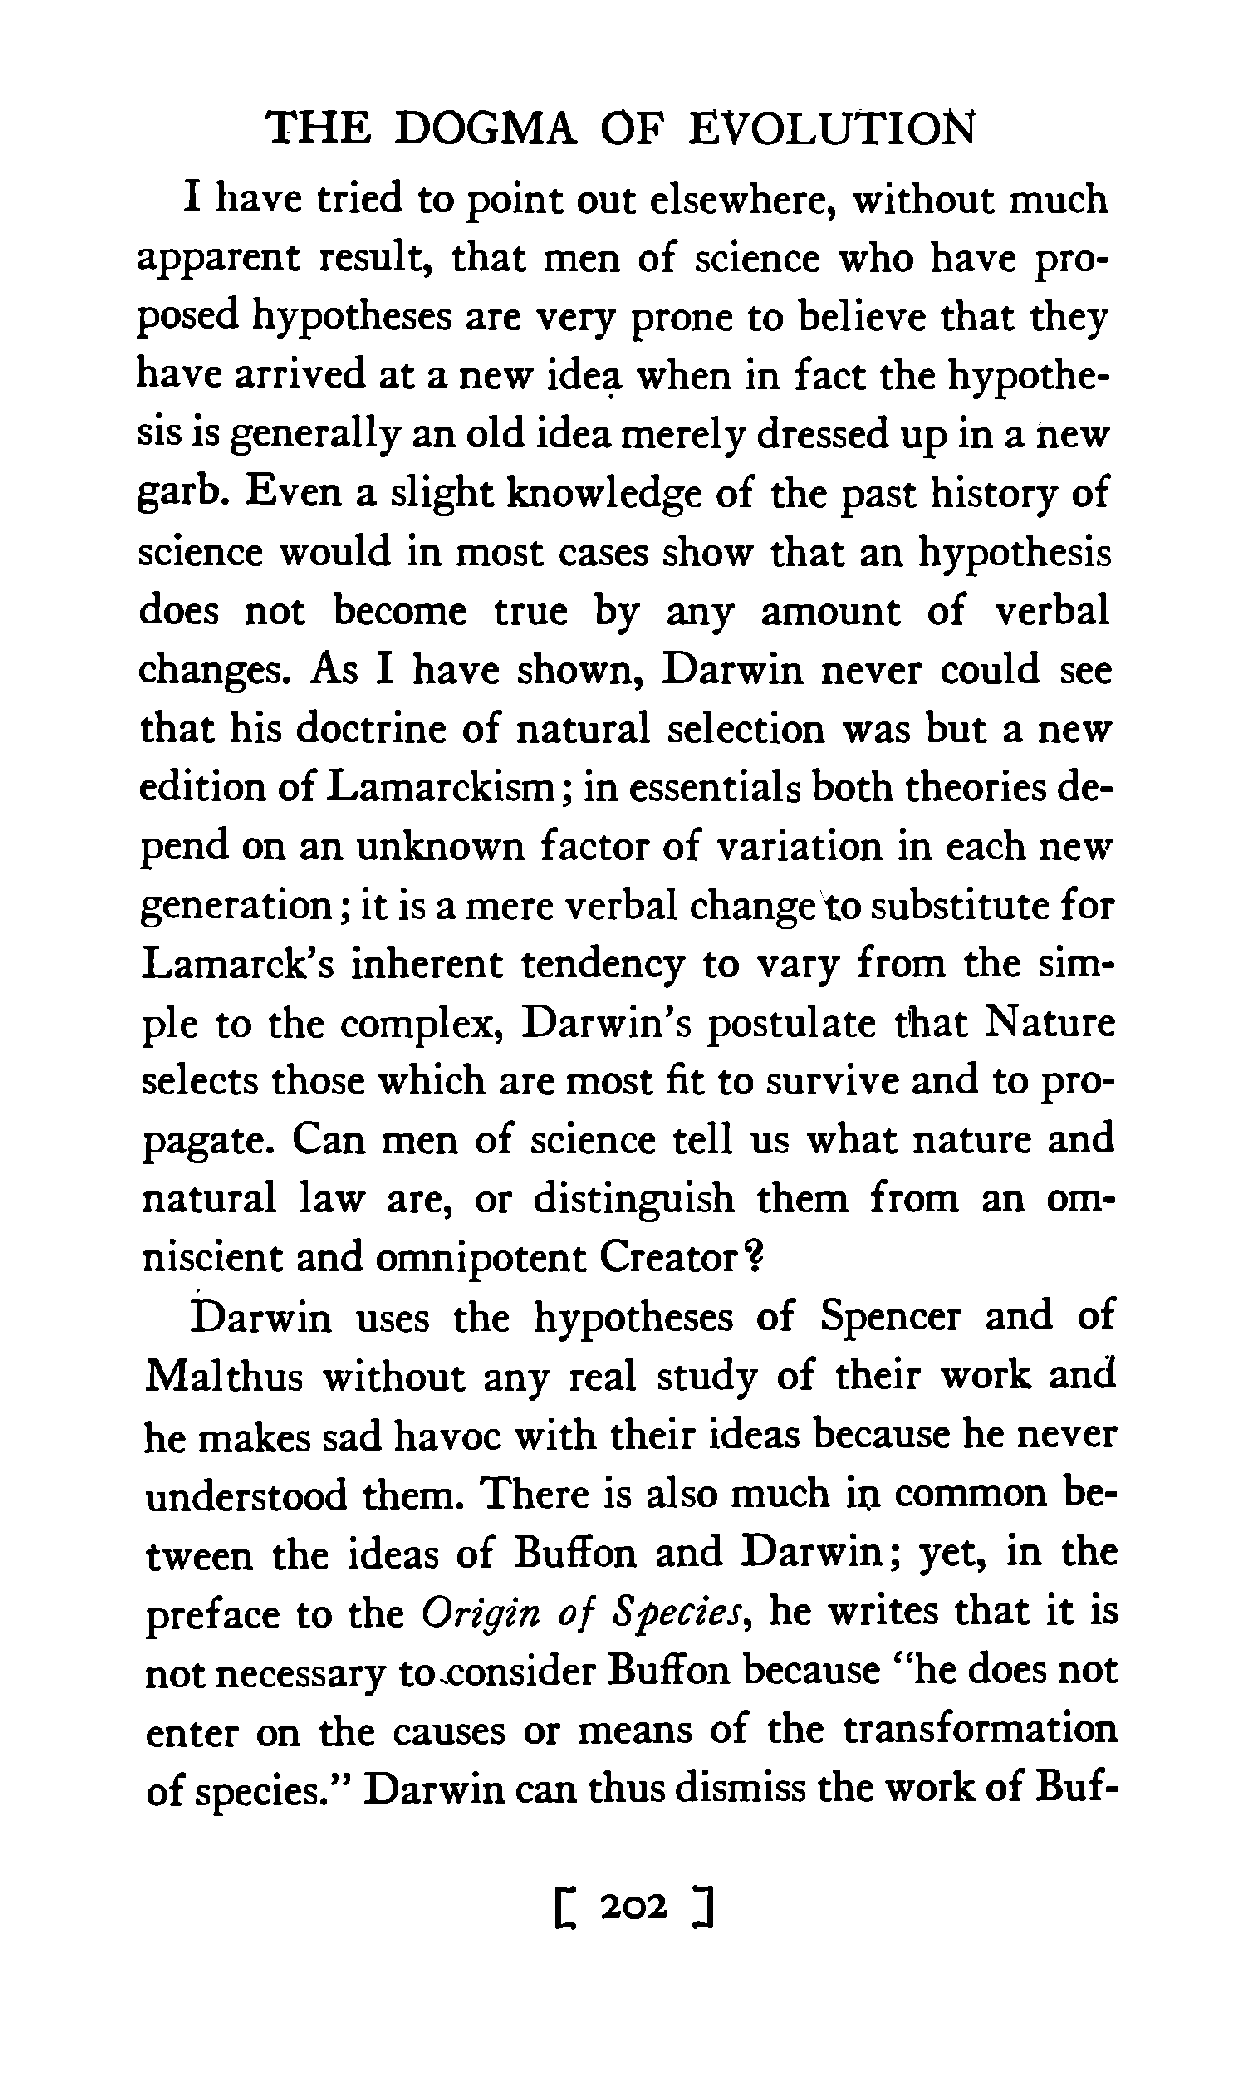 THE DOGMA OF EVOLUTION
I have tried to point out elsewhere, without much
apparent result, that men of science who have pro-
posed hypotheses are very prone to believe that they
have arrived at a new idea when in fact the hypothe-
sis is generally an old idea merely dressed up in a new
garb. Even a slight knowledge of the past history of
science would in most cases show that an hypothesis
does not become true by any amount of verbal
changes. As I have shown, Darwin never could see
that his doctrine of natural selection was but a new
edition of Lamarckism; in essentials both theories de-
pend on an unknown factor of variation in each new
generation; it is a mere verbal change to substitute for
Lamarck's inherent tendency to vary from the sim-
ple to the complex, Darwin's postulate that Nature
selects those which are most fit to survive and to pro-
pagate. Can men of science tell us what nature and
natural law are, or distinguish them from an om-
niscient and omnipotent Creator?
Darwin uses the hypotheses of Spencer and of
Malthus without any real study of their work and
he makes sad havoc with their ideas because he never
understood them. There is also much in common be-
tween the ideas of Buffon and Darwin; yet, in the
preface to the Origin of Species, he writes that it is
not necessary to consider Buffon because "he does not
enter on the causes or means of the transformation
of species." Darwin can thus dismiss the work of Buf-
[ 202 ]